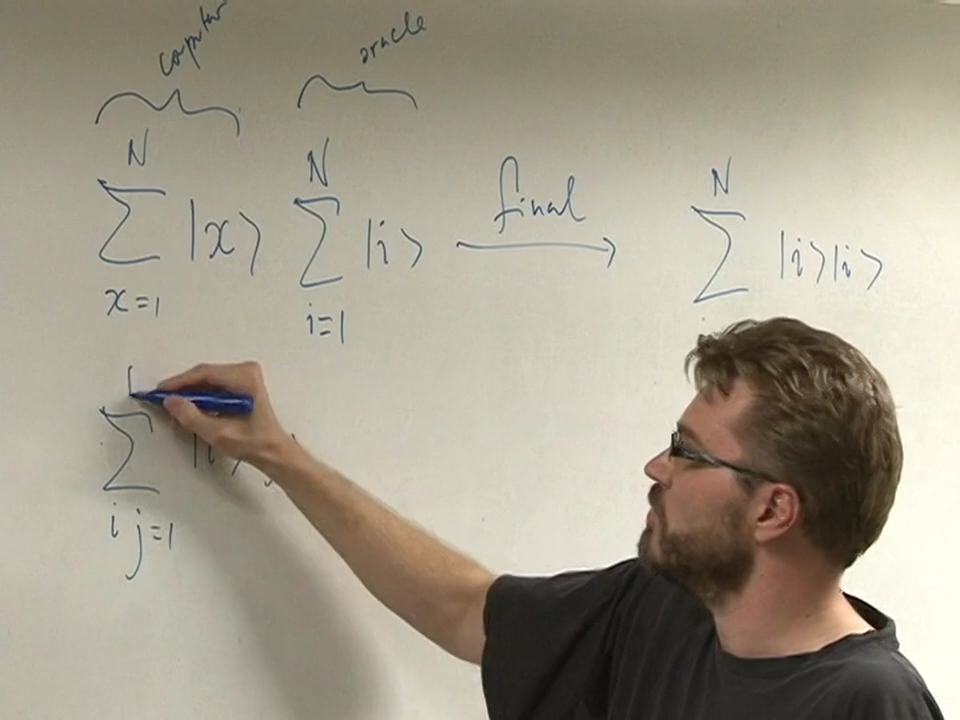 computer oracle
N N final N
∑ |x⟩ ∑ |i⟩ ⟶ ∑ |i⟩|i⟩
x=1 i=1
∑
i j=1